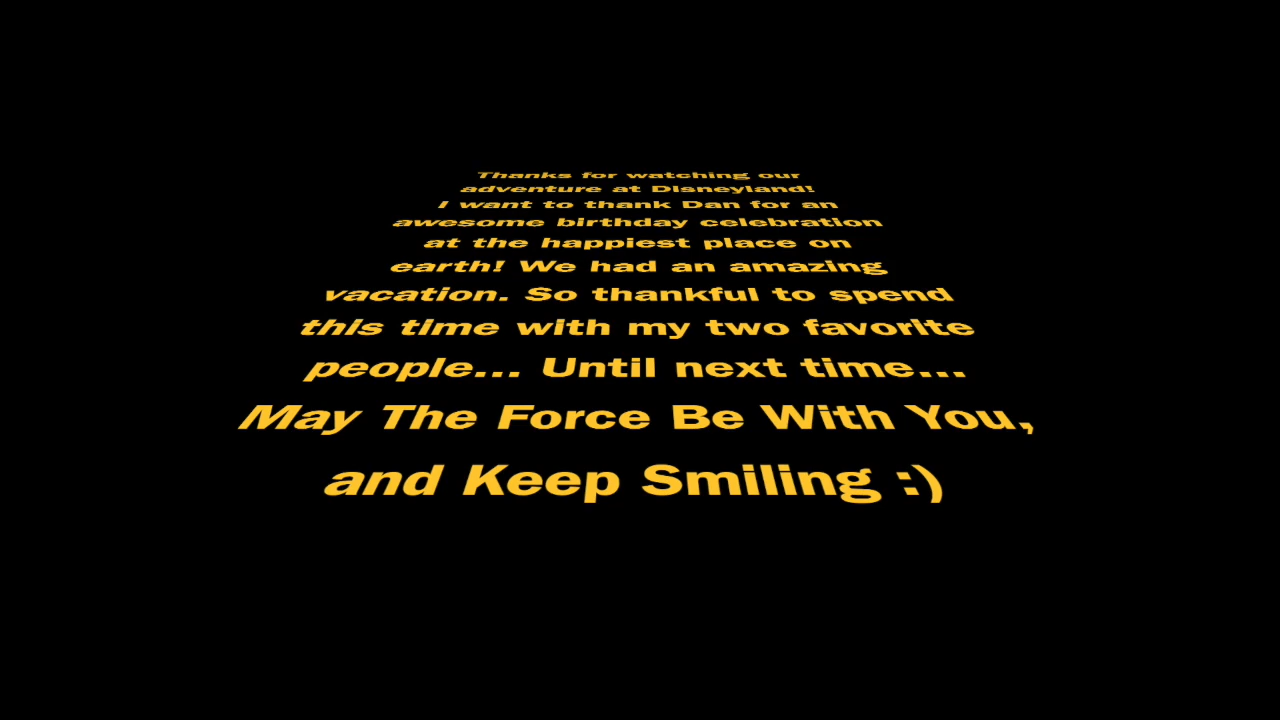 Thanks for watching our
adventure at Disneyland!
I want to thank Dan for an
awesome birthday celebration
at the happiest place on
earth! We had an amazing
vacation. So thankful to spend
this time with my two favorite
people... Until next time...
May The Force Be With You,
and Keep Smiling :)